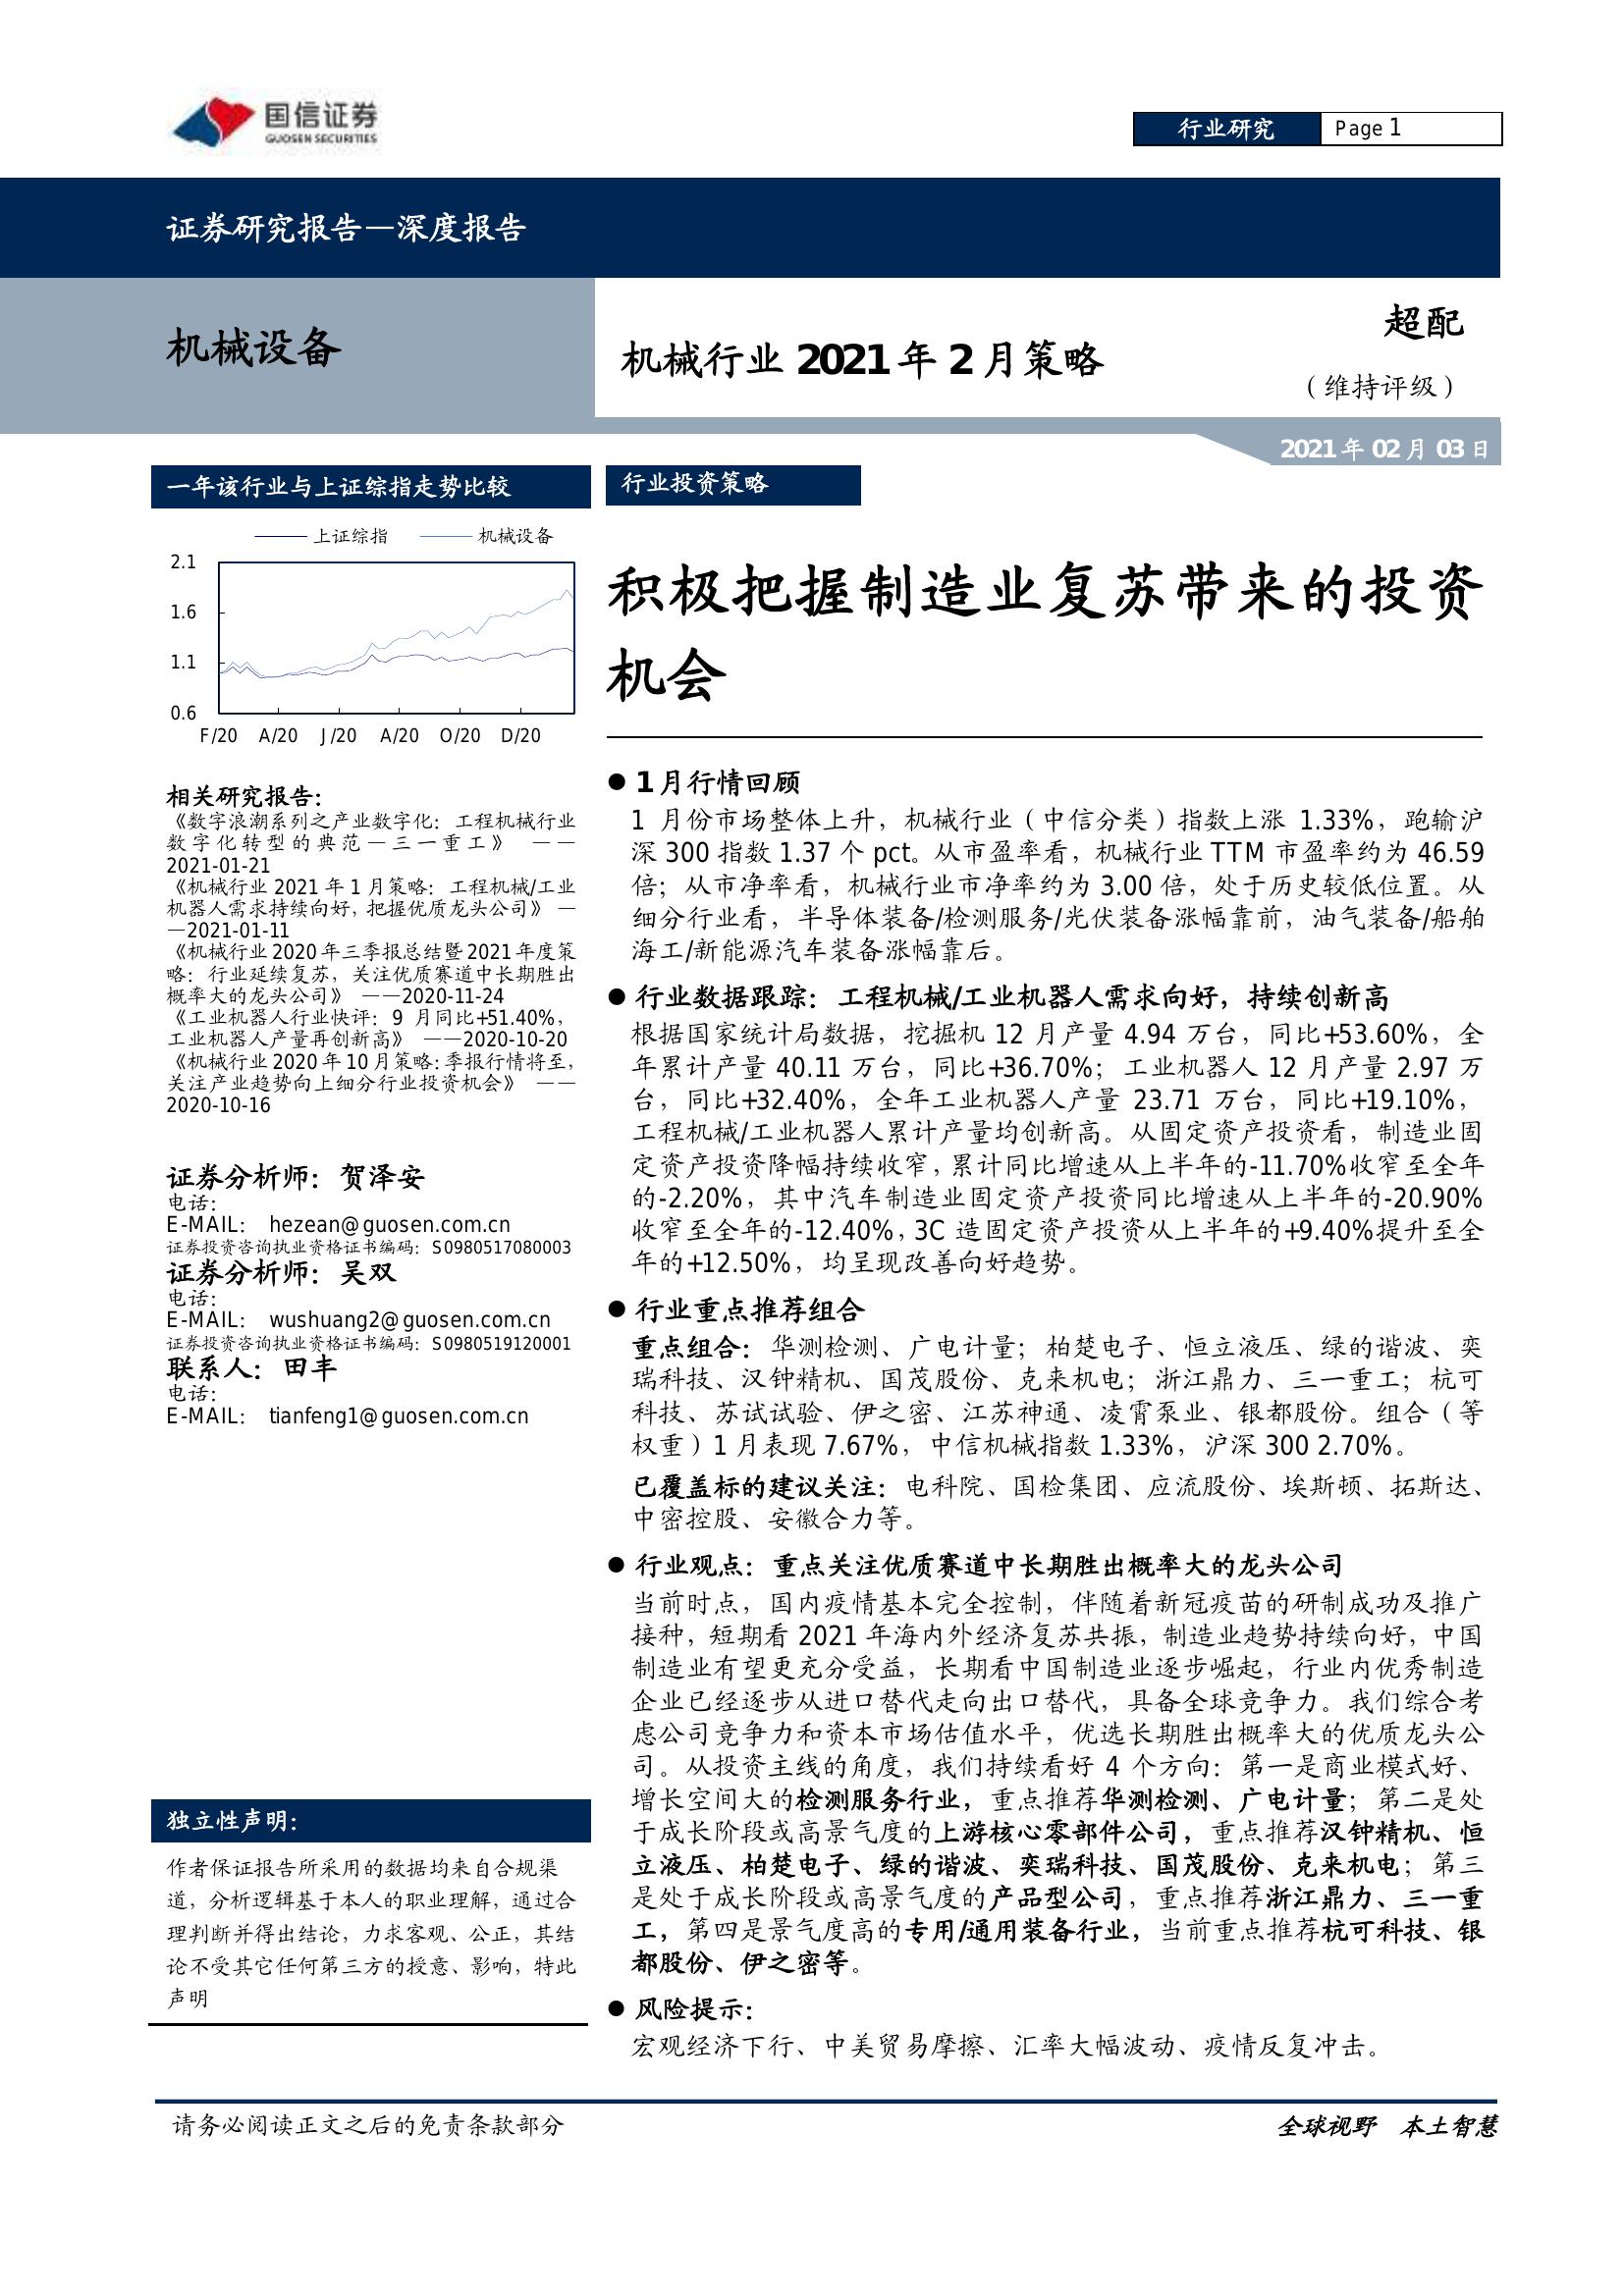 国信证券
GUOSEN SECURITIES
行业研究
Page 1
证券研究报告—深度报告
机械设备
机械行业 2021 年 2 月策略
超配
（维持评级）
2021 年 02 月 03 日
一年该行业与上证综指走势比较
上证综指 机械设备
2.1
1.6
1.1
0.6
F/20 A/20 J/20 A/20 O/20 D/20
相关研究报告：
《数字浪潮系列之产业数字化：工程机械行业
数字化转型的典范—三一重工》 ——
2021-01-21
《机械行业 2021 年 1 月策略：工程机械/工业
机器人需求持续向好，把握优质龙头公司》 —
—2021-01-11
《机械行业 2020 年三季报总结暨 2021 年度策
略：行业延续复苏，关注优质赛道中长期胜出
概率大的龙头公司》 ——2020-11-24
《工业机器人行业快评：9 月同比+51.40%，
工业机器人产量再创新高》 ——2020-10-20
《机械行业 2020 年 10 月策略：季报行情将至，
关注产业趋势向上细分行业投资机会》 ——
2020-10-16
证券分析师：贺泽安
电话：
E-MAIL： hezean@guosen.com.cn
证券投资咨询执业资格证书编码：S0980517080003
证券分析师：吴双
电话：
E-MAIL： wushuang2@guosen.com.cn
证券投资咨询执业资格证书编码：S0980519120001
联系人：田丰
电话：
E-MAIL： tianfeng1@guosen.com.cn
独立性声明：
作者保证报告所采用的数据均来自合规渠
道，分析逻辑基于本人的职业理解，通过合
理判断并得出结论，力求客观、公正，其结
论不受其它任何第三方的授意、影响，特此
声明
行业投资策略
积极把握制造业复苏带来的投资
机会
● 1 月行情回顾
1 月份市场整体上升，机械行业（中信分类）指数上涨 1.33%，跑输沪
深 300 指数 1.37 个 pct。从市盈率看，机械行业 TTM 市盈率约为 46.59
倍；从市净率看，机械行业市净率约为 3.00 倍，处于历史较低位置。从
细分行业看，半导体装备/检测服务/光伏装备涨幅靠前，油气装备/船舶
海工/新能源汽车装备涨幅靠后。
● 行业数据跟踪：工程机械/工业机器人需求向好，持续创新高
根据国家统计局数据，挖掘机 12 月产量 4.94 万台，同比+53.60%，全
年累计产量 40.11 万台，同比+36.70%；工业机器人 12 月产量 2.97 万
台，同比+32.40%，全年工业机器人产量 23.71 万台，同比+19.10%，
工程机械/工业机器人累计产量均创新高。从固定资产投资看，制造业固
定资产投资降幅持续收窄，累计同比增速从上半年的-11.70%收窄至全年
的-2.20%，其中汽车制造业固定资产投资同比增速从上半年的-20.90%
收窄至全年的-12.40%，3C 造固定资产投资从上半年的+9.40%提升至全
年的+12.50%，均呈现改善向好趋势。
● 行业重点推荐组合
重点组合：华测检测、广电计量；柏楚电子、恒立液压、绿的谐波、奕
瑞科技、汉钟精机、国茂股份、克来机电；浙江鼎力、三一重工；杭可
科技、苏试试验、伊之密、江苏神通、凌霄泵业、银都股份。组合（等
权重）1 月表现 7.67%，中信机械指数 1.33%，沪深 300 2.70%。
已覆盖标的建议关注：电科院、国检集团、应流股份、埃斯顿、拓斯达、
中密控股、安徽合力等。
● 行业观点：重点关注优质赛道中长期胜出概率大的龙头公司
当前时点，国内疫情基本完全控制，伴随着新冠疫苗的研制成功及推广
接种，短期看 2021 年海内外经济复苏共振，制造业趋势持续向好，中国
制造业有望更充分受益，长期看中国制造业逐步崛起，行业内优秀制造
企业已经逐步从进口替代走向出口替代，具备全球竞争力。我们综合考
虑公司竞争力和资本市场估值水平，优选长期胜出概率大的优质龙头公
司。从投资主线的角度，我们持续看好 4 个方向：第一是商业模式好、
增长空间大的检测服务行业，重点推荐华测检测、广电计量；第二是处
于成长阶段或高景气度的上游核心零部件公司，重点推荐汉钟精机、恒
立液压、柏楚电子、绿的谐波、奕瑞科技、国茂股份、克来机电；第三
是处于成长阶段或高景气度的产品型公司，重点推荐浙江鼎力、三一重
工，第四是景气度高的专用/通用装备行业，当前重点推荐杭可科技、银
都股份、伊之密等。
● 风险提示：
宏观经济下行、中美贸易摩擦、汇率大幅波动、疫情反复冲击。
请务必阅读正文之后的免责条款部分
全球视野 本土智慧